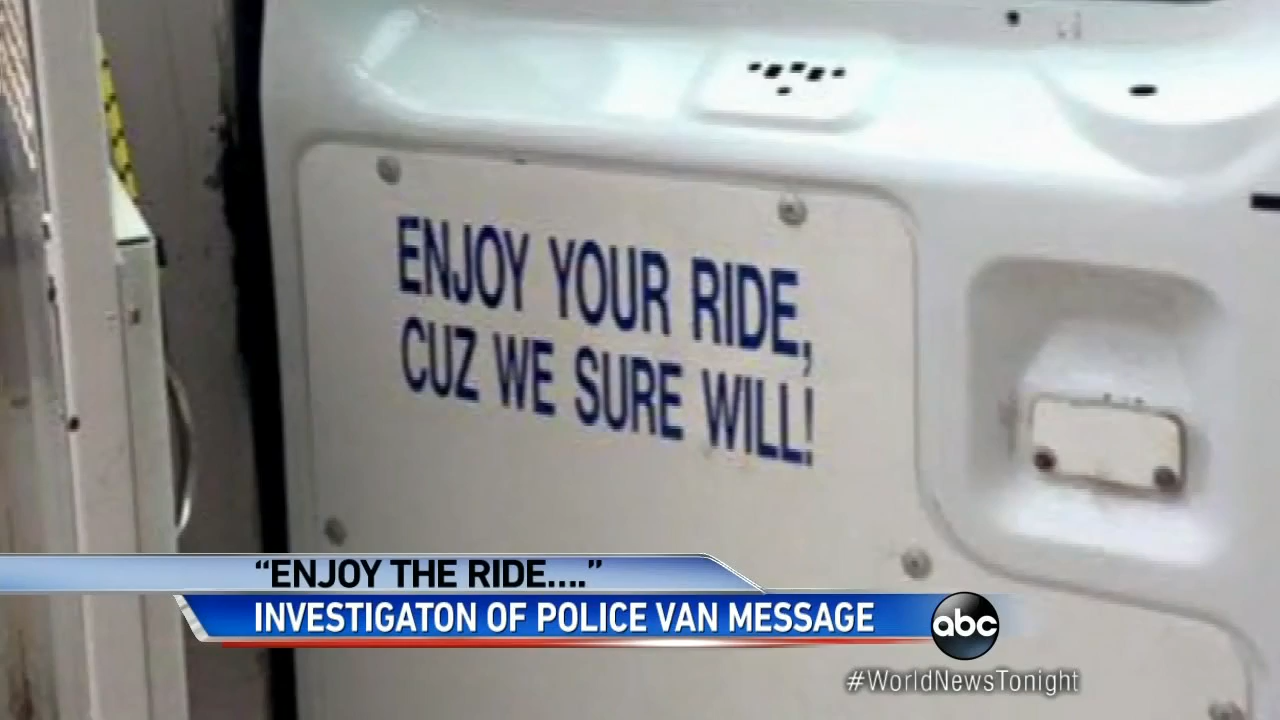 ENJOY YOUR RIDE,
CUZ WE SURE WILL!
“ENJOY THE RIDE....”
INVESTIGATON OF POLICE VAN MESSAGE
abc
#WorldNewsTonight